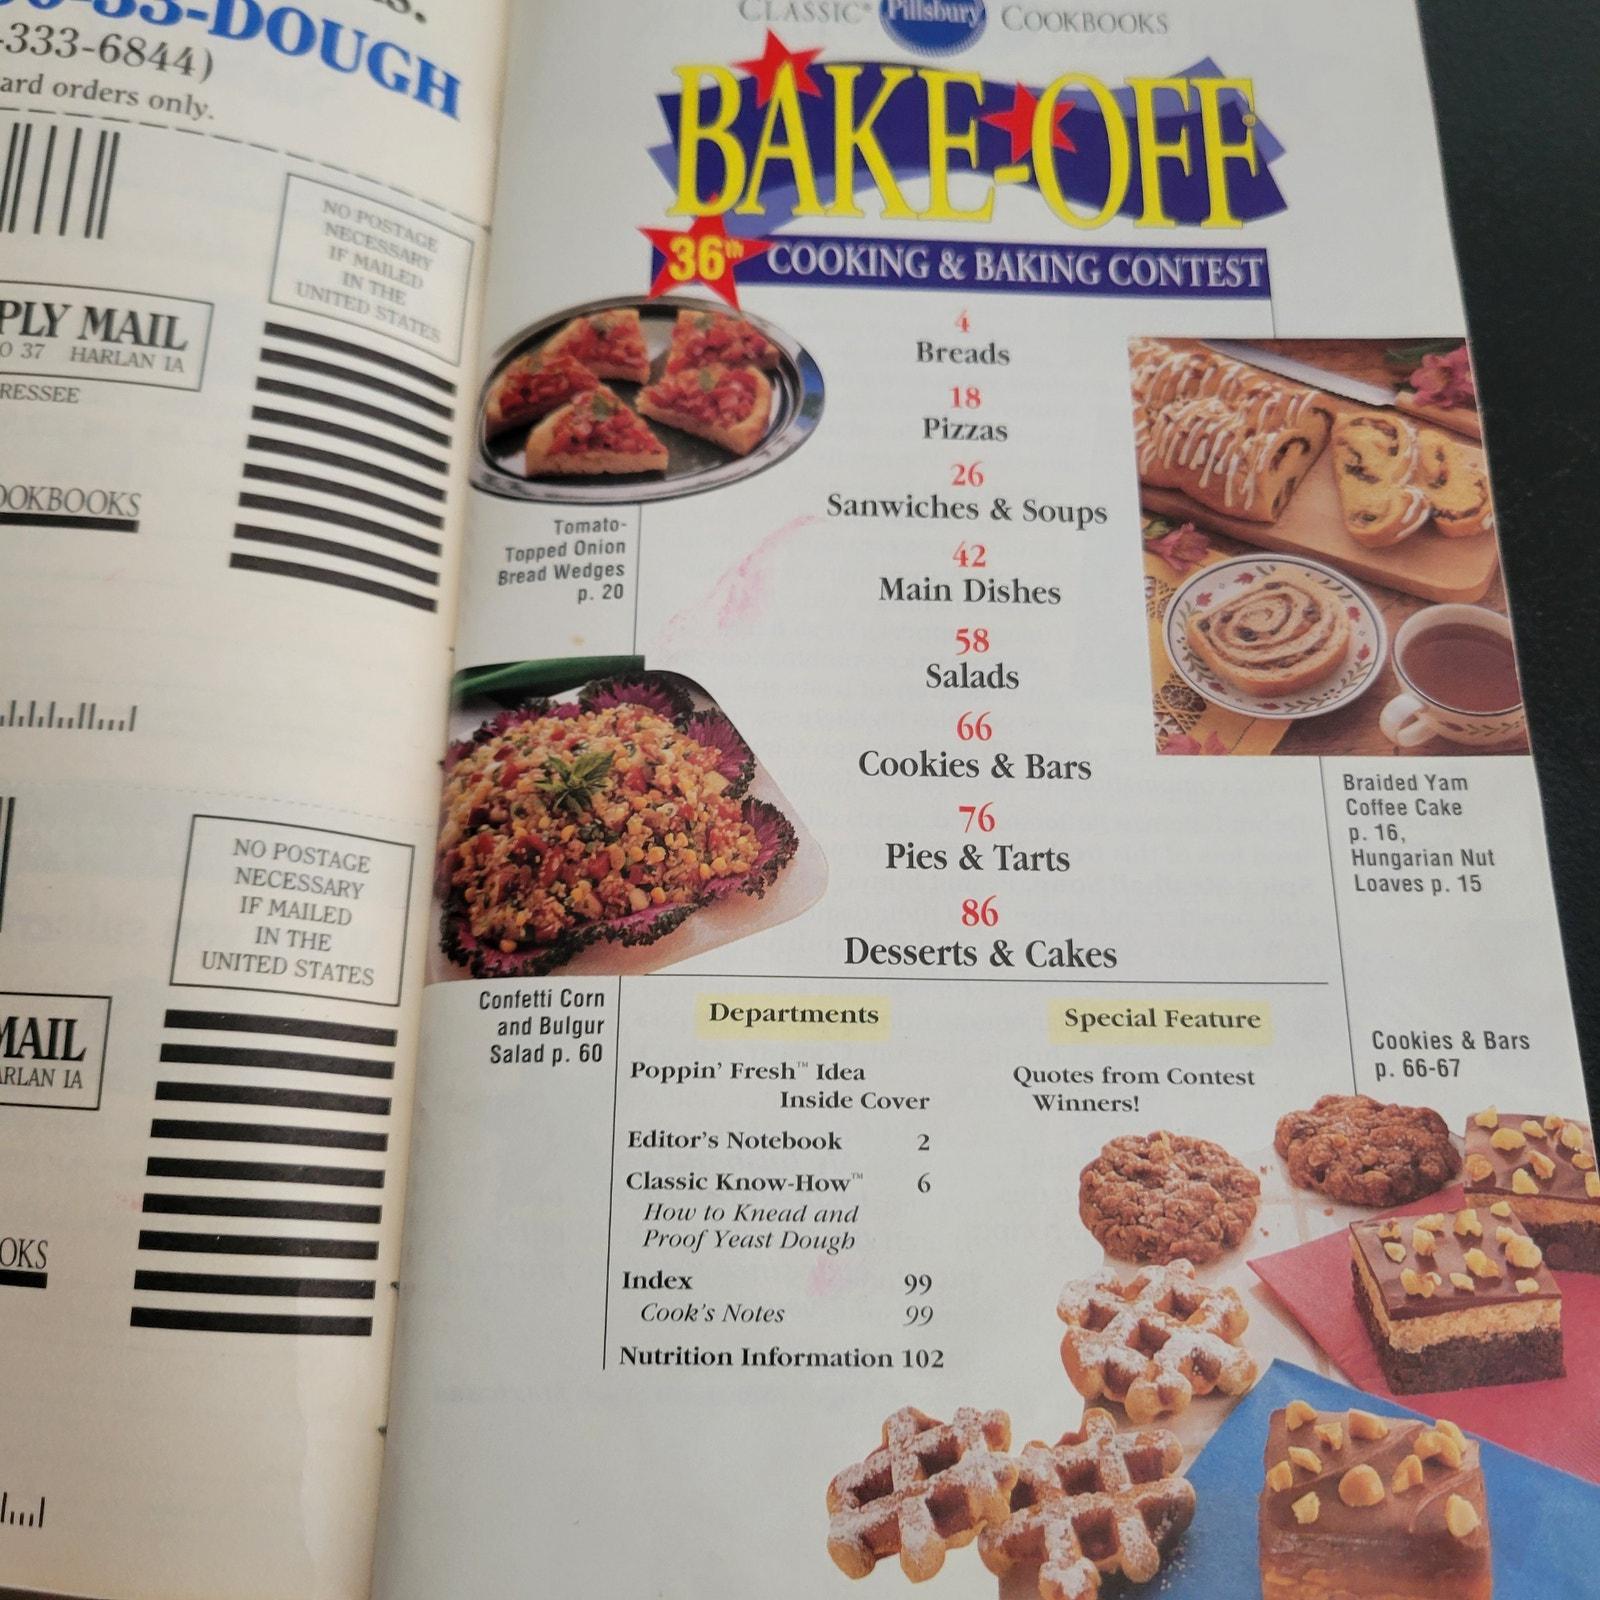 DOUGH
-333-6844)
ard orders only.
NO POSTAGE
NECESSARY
IF MAILED
IN THE
UNITED STATES
PLY MAIL
O 37 HARLAN IA
RESSEE
OOKBOOKS
NO POSTAGE
NECESSARY
IF MAILED
IN THE
UNITED STATES
MAIL
ARLAN IA
OKS
CLASSIC® Pillsbury COOKBOOKS
BAKE-OFF®
36th COOKING & BAKING CONTEST
4
Breads
18
Pizzas
26
Sanwiches & Soups
42
Main Dishes
58
Salads
66
Cookies & Bars
76
Pies & Tarts
86
Desserts & Cakes
Tomato-
Topped Onion
Bread Wedges
p. 20
Confetti Corn
and Bulgur
Salad p. 60
Braided Yam
Coffee Cake
p. 16,
Hungarian Nut
Loaves p. 15
Cookies & Bars
p. 66-67
Departments
Poppin' Fresh™ Idea
Inside Cover
Editor's Notebook 2
Classic Know-How™ 6
How to Knead and
Proof Yeast Dough
Index 99
Cook's Notes 99
Nutrition Information 102
Special Feature
Quotes from Contest
Winners!